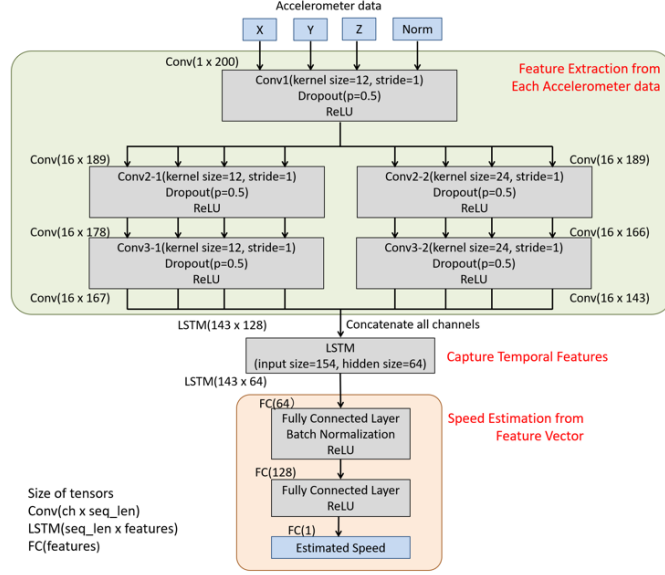 Accelerometer data
X
Y
Z
Norm
Conv(1 x 200)
Feature Extraction from
Each Accelerometer data
Conv1(kernel size=12, stride=1)
Dropout(p=0.5)
ReLU
Conv(16 x 189)
Conv(16 x 189)
Conv2-1(kernel size=12, stride=1)
Dropout(p=0.5)
ReLU
Conv2-2(kernel size=24, stride=1)
Dropout(p=0.5)
ReLU
Conv(16 x 178)
Conv(16 x 166)
Conv3-1(kernel size=12, stride=1)
Dropout(p=0.5)
ReLU
Conv3-2(kernel size=24, stride=1)
Dropout(p=0.5)
ReLU
Conv(16 x 167)
Conv(16 x 143)
LSTM(143 x 128)
Concatenate all channels
LSTM
(input size=154, hidden size=64)
Capture Temporal Features
LSTM(143 x 64)
FC(64)
Fully Connected Layer
Batch Normalization
ReLU
Speed Estimation from
Feature Vector
FC(128)
Fully Connected Layer
ReLU
FC(1)
Estimated Speed
Size of tensors
Conv(ch x seq_len)
LSTM(seq_len x features)
FC(features)